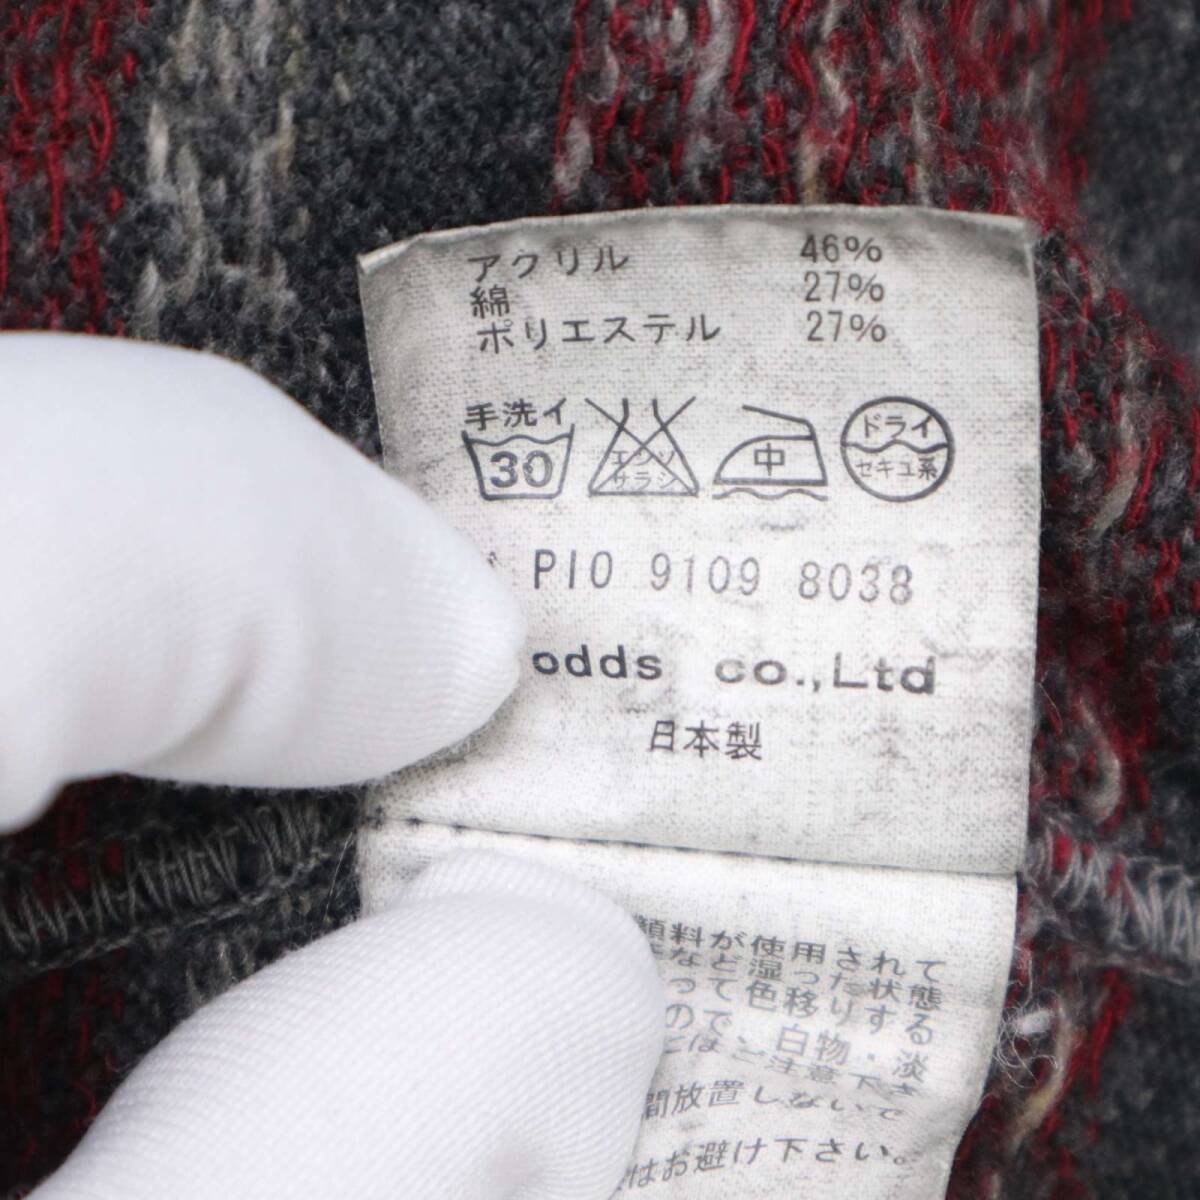 アクリル 46%
綿 27%
ポリエステル 27%
手洗イ
30
エンソ
サラシ
中
ドライ
セキユ系
P10 9109 8038
odds co.,Ltd
日本製
顔料が使用されて
など湿った状態
って色移りする
ので、白物・淡
にはご注意下さ
間放置しないで
はお避け下さい。